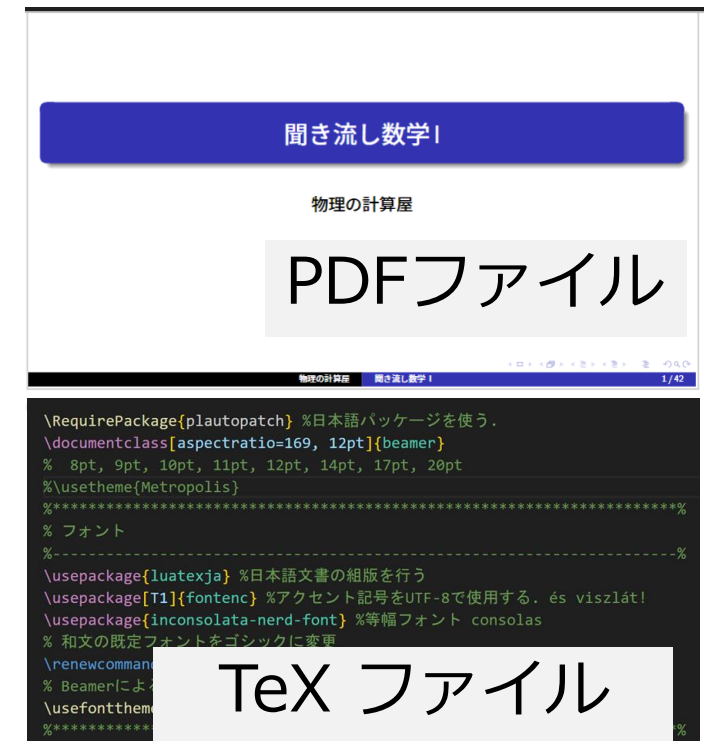 聞き流し数学I
物理の計算屋
PDFファイル
物理の計算屋 聞き流し数学 I 1/42
\RequirePackage{plautopatch} %日本語パッケージを使う.
\documentclass[aspectratio=169, 12pt]{beamer}
% 8pt, 9pt, 10pt, 11pt, 12pt, 14pt, 17pt, 20pt
%\usetheme{Metropolis}
%*******************************************************************%
% フォント
%-------------------------------------------------------------------%
\usepackage{luatexja} %日本語文書の組版を行う
\usepackage[T1]{fontenc} %アクセント記号をUTF-8で使用する. és viszlát!
\usepackage{inconsolata-nerd-font} %等幅フォント consolas
% 和文の既定フォントをゴシックに変更
\renewcomman
% Beamerによ
\usefonttheme
TeX ファイル
%************ *%